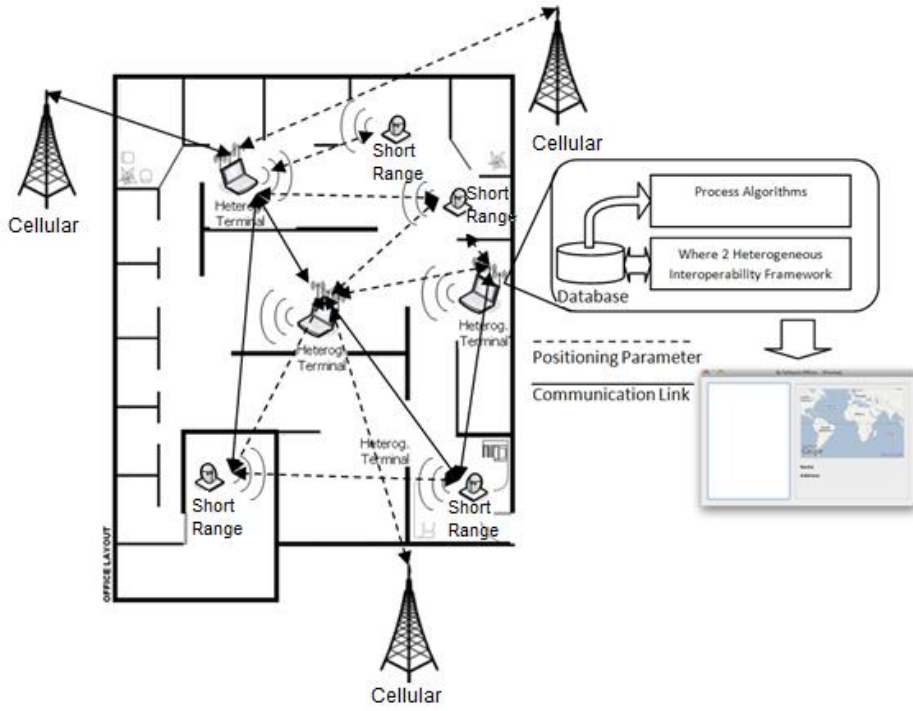 Cellular
Cellular
Short
Range
Short
Range
Heterog.
Terminal
Process Algorithms
Where 2 Heterogeneous
Interoperability Framework
Database
Heterog.
Terminal
Heterog.
Terminal
Positioning Parameter
Communication Link
Heterog.
Terminal
Short
Range
Short
Range
OFFICE LAYOUT
Cellular